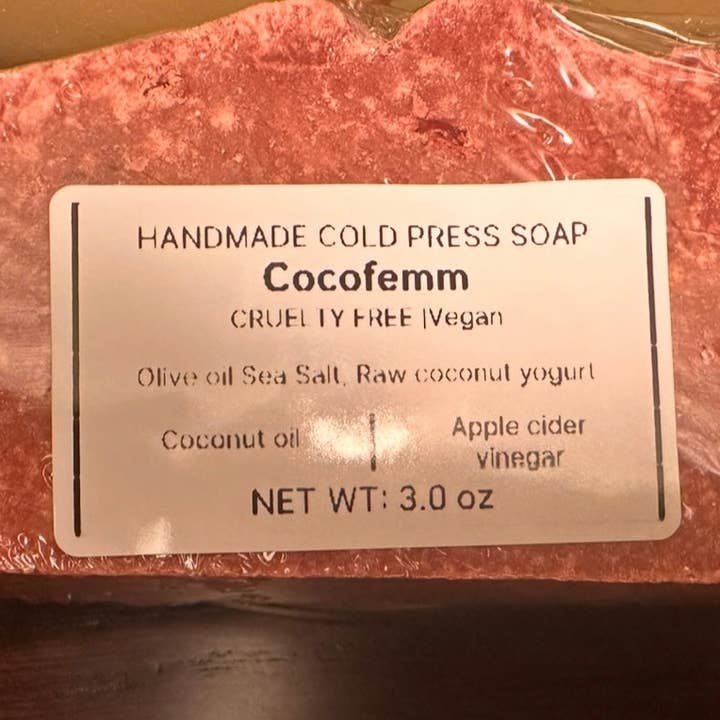 HANDMADE COLD PRESS SOAP
Cocofemm
CRUELTY FREE |Vegan
Olive oil Sea Salt, Raw coconut yogurt
Coconut oil | Apple cider
vinegar
NET WT: 3.0 oz